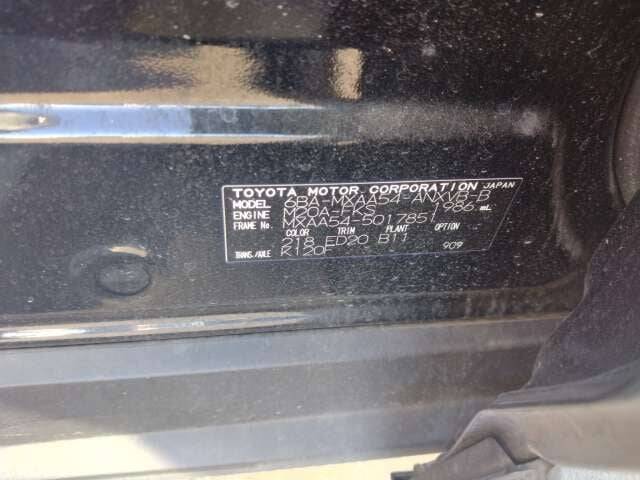 TOYOTA MOTOR CORPORATION JAPAN
MODEL 6BA-MXAA54-ANXVB-B
ENGINE M20A-FKS 1986 mL
FRAME No. MXAA54-5017851
COLOR TRIM PLANT OPTION
218 ED20 B11
TRANS./AXLE K120F 909